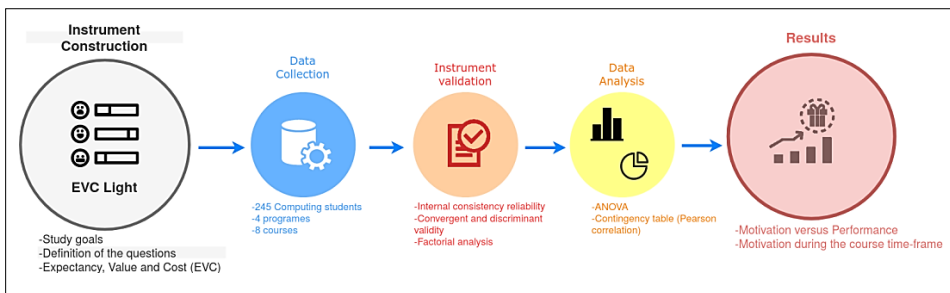 Instrument
Construction
EVC Light
-Study goals
-Definition of the questions
-Expectancy, Value and Cost (EVC)
Data
Collection
-245 Computing students
-4 programes
-8 courses
Instrument
validation
-Internal consistency reliability
-Convergent and discriminant
validity
-Factorial analysis
Data
Analysis
-ANOVA
-Contingency table (Pearson
correlation)
Results
-Motivation versus Performance
-Motivation during the course time-frame